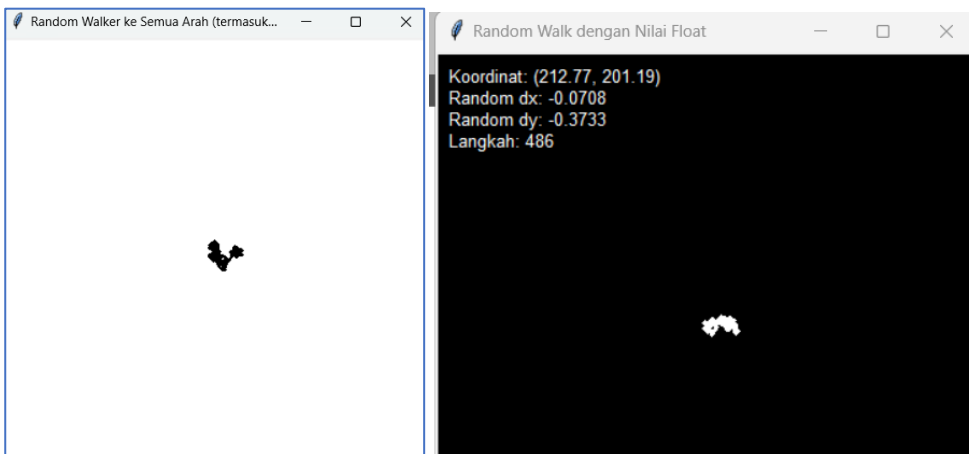 Random Walker ke Semua Arah (termasuk...
Random Walk dengan Nilai Float
Koordinat: (212.77, 201.19)
Random dx: -0.0708
Random dy: -0.3733
Langkah: 486